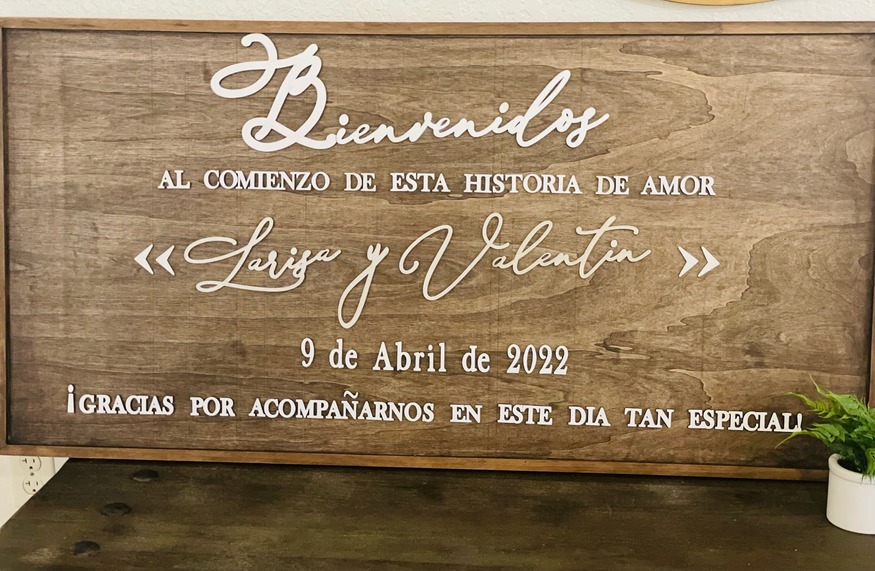 Bienvenidos
AL COMIENZO DE ESTA HISTORIA DE AMOR
«Larisa y Valentin»
9 de Abril de 2022
¡GRACIAS POR ACOMPAÑARNOS EN ESTE DIA TAN ESPECIAL!